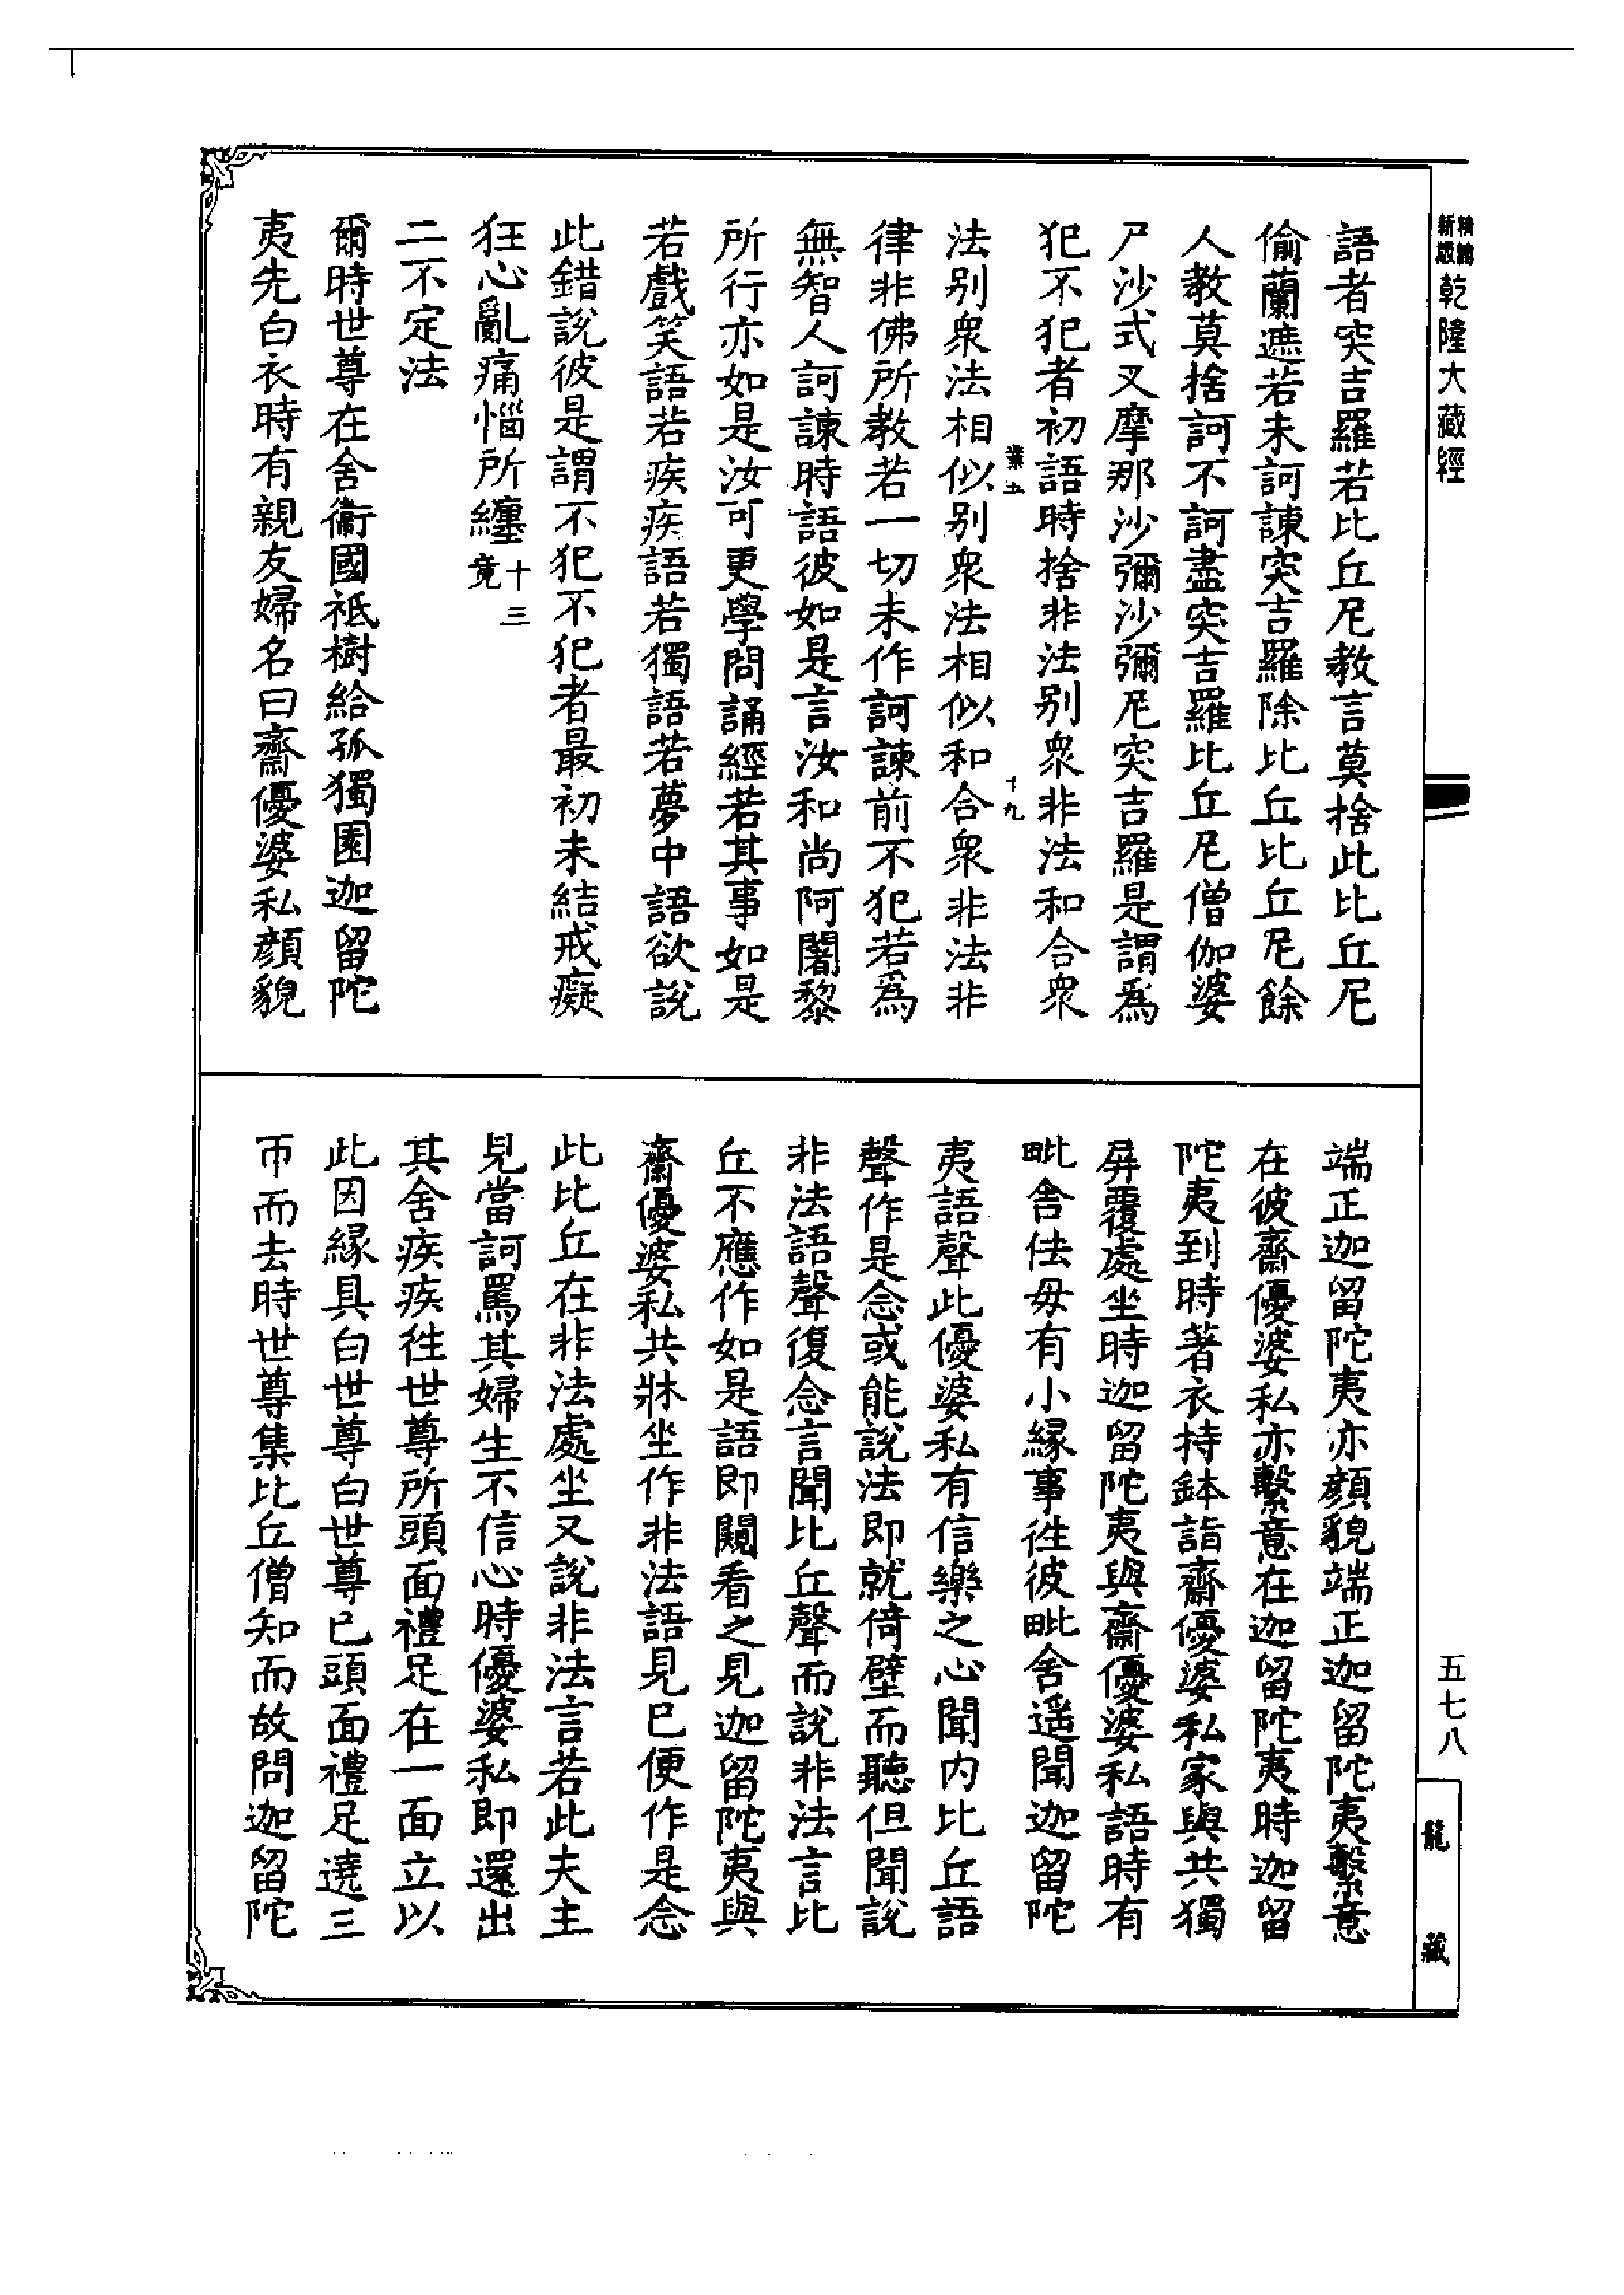 新版
精編
乾隆大藏經
語者突吉羅若比丘尼教言莫捨此比丘尼
偷蘭遮若未訶諫突吉羅除比丘比丘尼餘
人教莫捨訶不訶盡突吉羅比丘尼僧伽婆
尸沙式叉摩那沙彌沙彌尼突吉羅是謂為
犯不犯者初語時捨非法別衆非法和合衆
業五
十九
法別衆法相似別衆法相似和合衆非法非
律非佛所教若一切未作訶諫前不犯若為
無智人訶諫時語彼如是言汝和尚阿闍黎
所行亦如是汝可更學問誦經若其事如是
若戲笑語若疾疾語若獨語若夢中語欲說
此錯說彼是謂不犯不犯者最初未結戒癡
狂心亂痛惱所纏十三竟
二不定法
爾時世尊在舍衞國祇樹給孤獨園迦留陀
夷先白衣時有親友婦名曰齋優婆私顏貌
端正迦留陀夷亦顏貌端正迦留陀夷繫意
在彼齋優婆私亦繫意在迦留陀夷時迦留
陀夷到時著衣持鉢詣齋優婆私家與共獨
屏覆處坐時迦留陀夷與齋優婆私語時有
毗舍佉母有小緣事徃彼毗舍遥聞迦留陀
夷語聲此優婆私有信樂之心聞内比丘語
聲作是念或能說法即就倚壁而聽但聞說
非法語聲復念言聞比丘聲而說非法言比
丘不應作如是語即闚看之見迦留陀夷與
齋優婆私共牀坐作非法語見已便作是念
此比丘在非法處坐又說非法言若此夫主
見當訶罵其婦生不信心時優婆私即還出
其舍疾疾徃世尊所頭面禮足在一面立以
此因緣具白世尊白世尊已頭面禮足遶三
帀而去時世尊集比丘僧知而故問迦留陀
五七八
龍藏